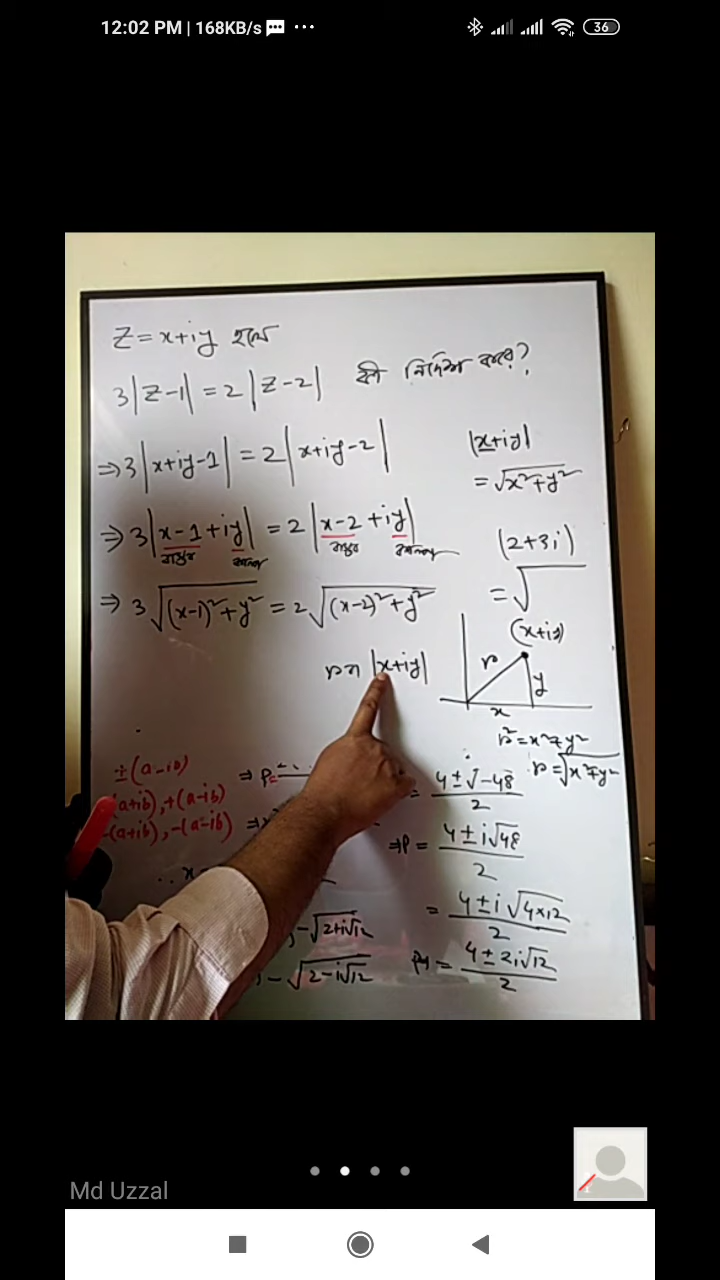 12:02 PM | 168KB/s ...
36
Z = x+iy হলে
3|Z-1| = 2|Z-2| কী নির্দেশ করে?
⇒3|x+iy-1| = 2|x+iy-2|
⇒3|x-1+iy| = 2|x-2+iy|
বাস্তব বাস্তব
⇒ 3√(x-1)²+y² = 2√(x-2)²+y²
|x+iy|
|x+iy|
= √x²+y²
(2+3i)
= √
(x+iy)
r
y
x
r²=x²+y²
r=√x²+y²
±(a-ib)
(a+ib),+(a-ib)
-(a+ib),-(a-ib)
⇒ P=
-√2+i√12
-√2-i√12
= 4±√-48/2
⇒P = 4±i√48/2
= 4±i√4×12/2
= 4±2i√12/2
Md Uzzal